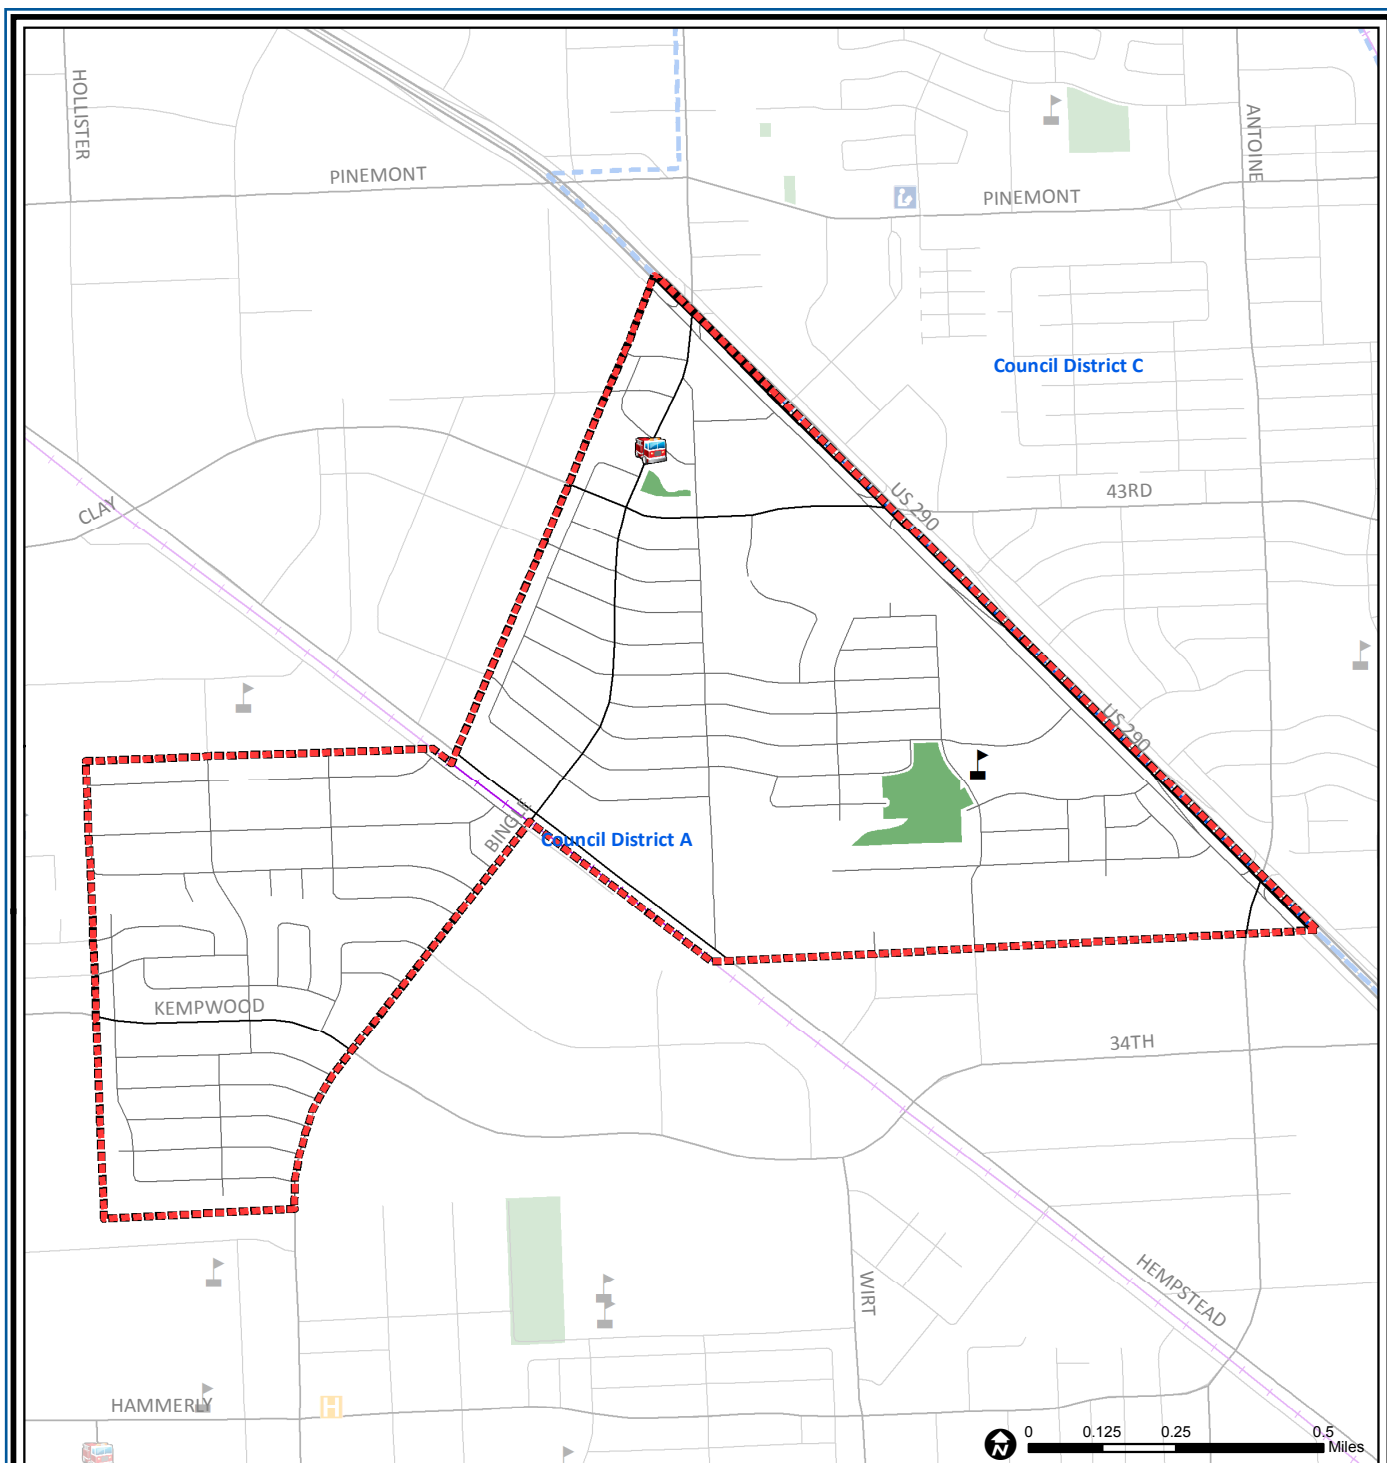 HOLLISTER
ANTOINE
PINEMONT
PINEMONT
Council District C
CLAY
US 290
43RD
US 290
BINGLE
Council District A
KEMPWOOD
34TH
WIRT
HEMPSTEAD
HAMMERLY
H
N
0 0.125 0.25 0.5
Miles